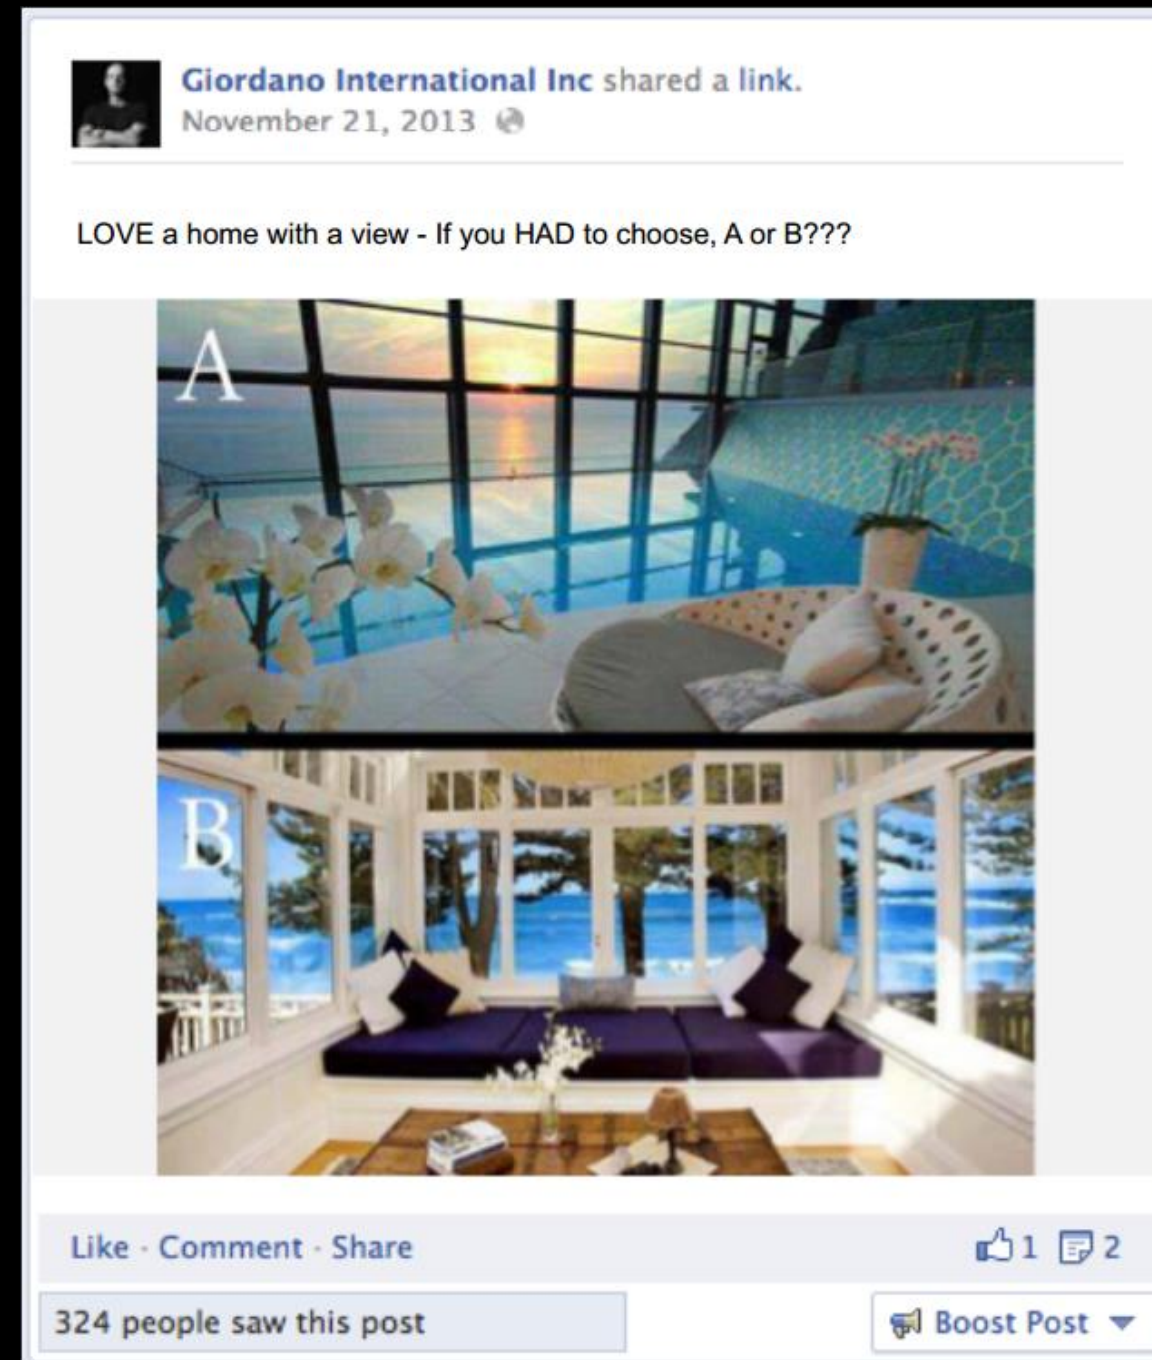 Giordano International Inc shared a link.
November 21, 2013
LOVE a home with a view - If you HAD to choose, A or B???
A
B
Like · Comment · Share 1 2
324 people saw this post Boost Post